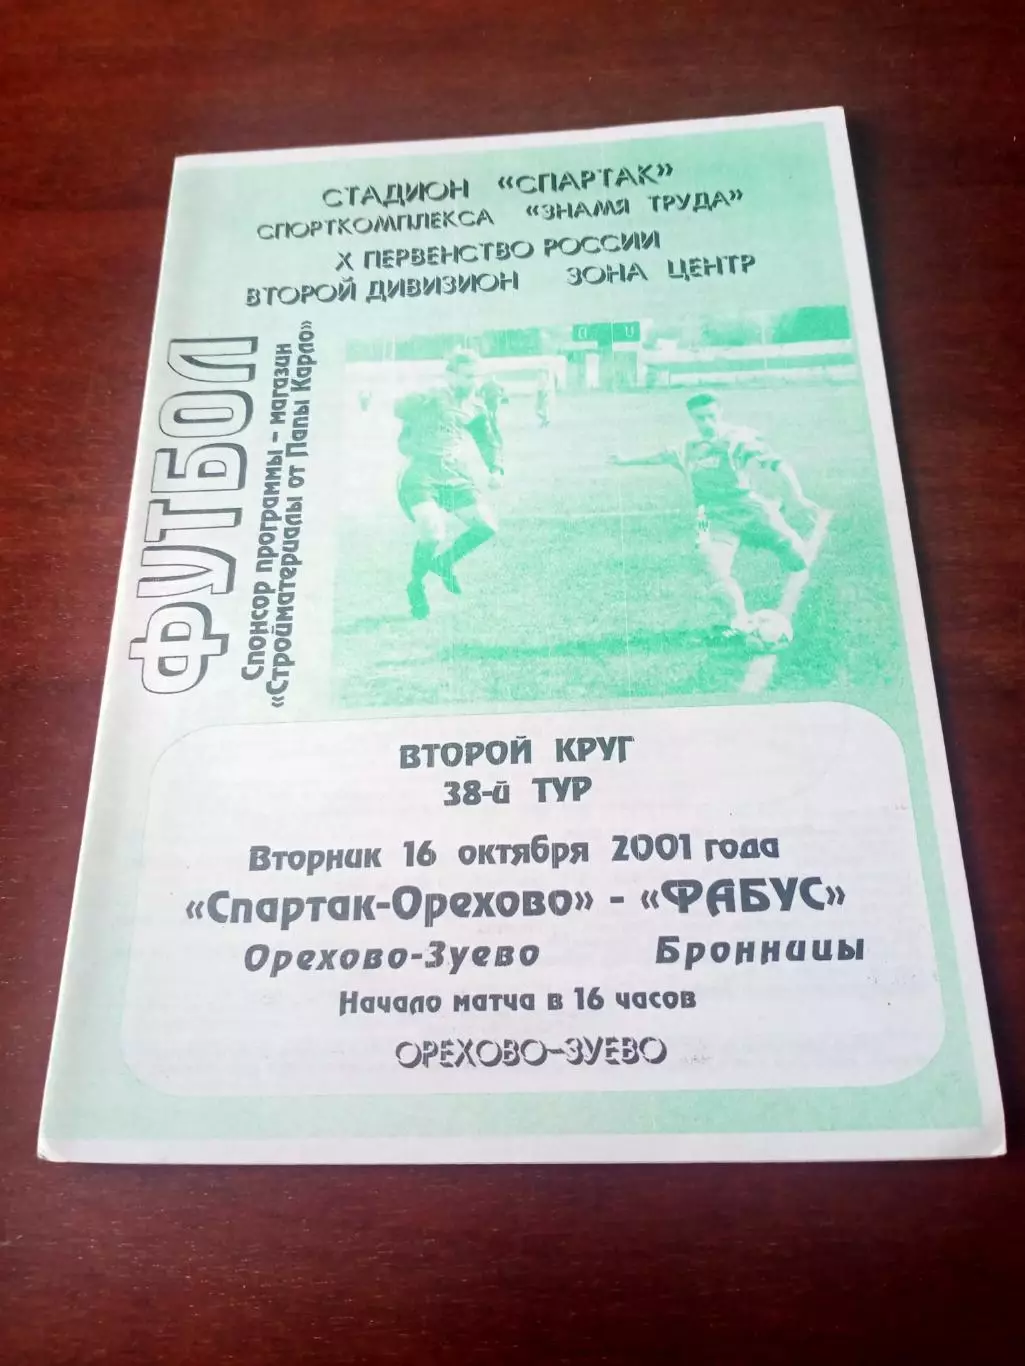 СТАДИОН «СПАРТАК»
СПОРТКОМПЛЕКСА «ЗНАМЯ ТРУДА»
X ПЕРВЕНСТВО РОССИИ
ВТОРОЙ ДИВИЗИОН ЗОНА ЦЕНТР
ФУТБОЛ
Спонсор программы – магазин
«Стройматериалы от Папы Карло»
ВТОРОЙ КРУГ
38-й ТУР
Вторник 16 октября 2001 года
«Спартак-Орехово» - «ФАБУС»
Орехово-Зуево Бронницы
Начало матча в 16 часов
ОРЕХОВО-ЗУЕВО